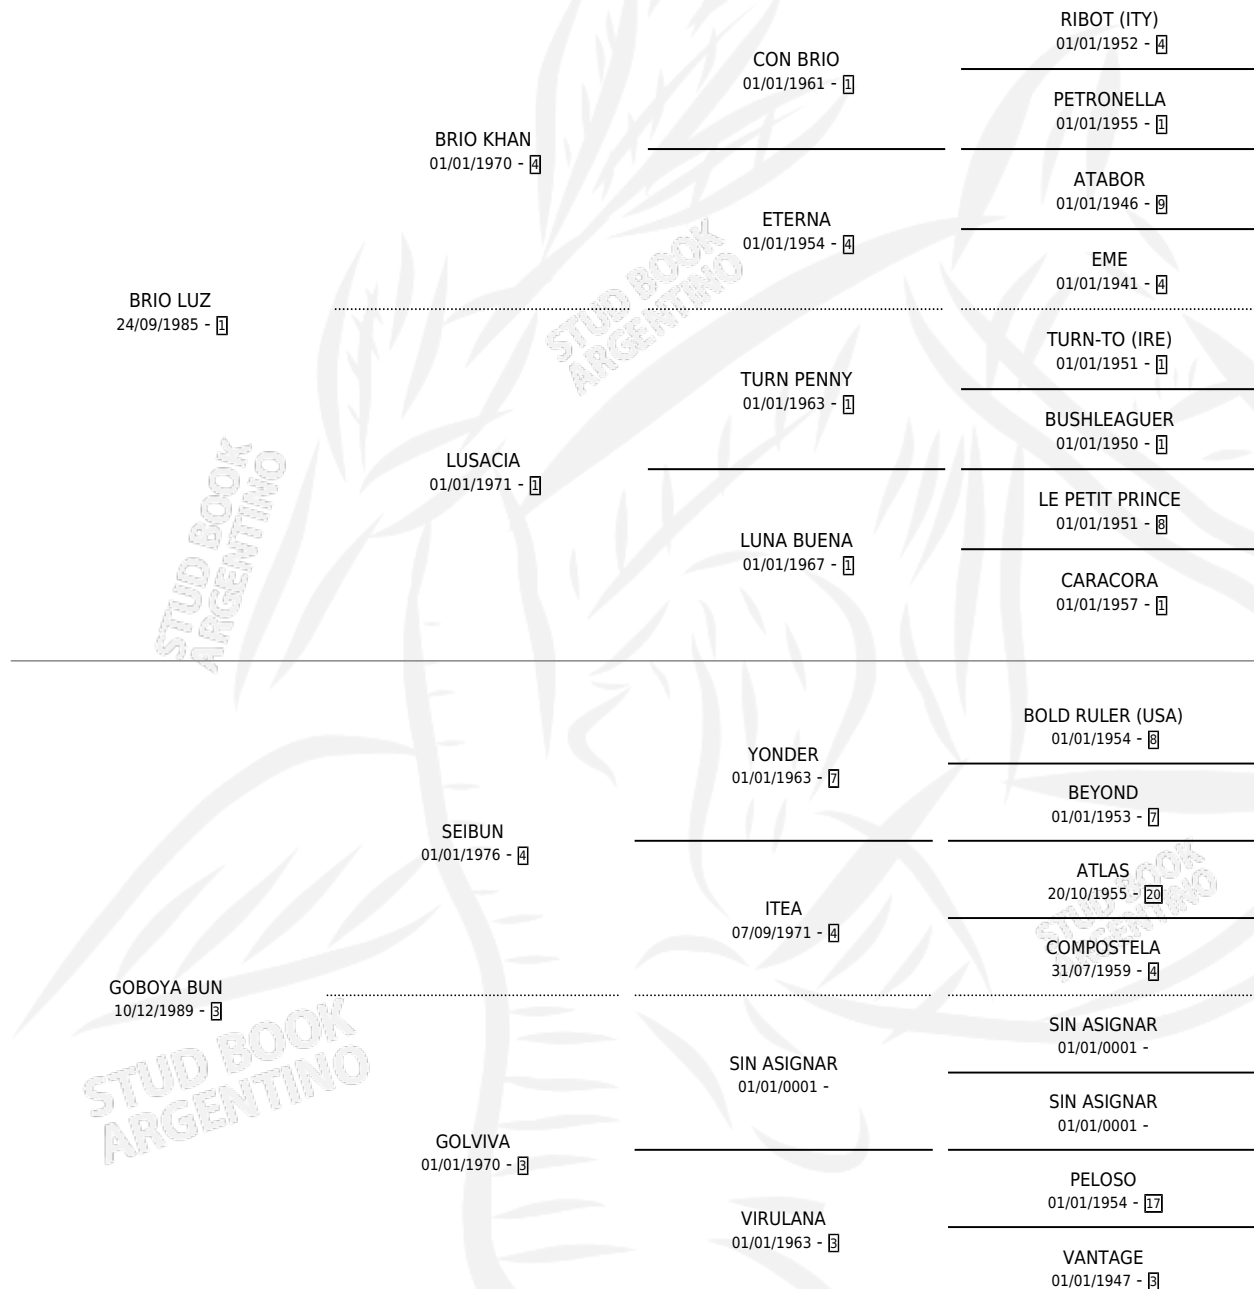 RIBOT (ITY)
01/01/1952 - 4
CON BRIO
01/01/1961 - 1
PETRONELLA
01/01/1955 - 1
BRIO KHAN
01/01/1970 - 4
ATABOR
01/01/1946 - 9
ETERNA
01/01/1954 - 4
EME
01/01/1941 - 4
BRIO LUZ
24/09/1985 - 1
STUD BOOK
ARGENTINO
TURN-TO (IRE)
01/01/1951 - 1
TURN PENNY
01/01/1963 - 1
BUSHLEAGUER
01/01/1950 - 1
LUSACIA
01/01/1971 - 1
LE PETIT PRINCE
01/01/1951 - 8
LUNA BUENA
01/01/1967 - 1
CARACORA
01/01/1957 - 1
STUD BOOK
ARGENTINO
BOLD RULER (USA)
01/01/1954 - 8
YONDER
01/01/1963 - 7
BEYOND
01/01/1953 - 7
SEIBUN
01/01/1976 - 4
ATLAS
20/10/1955 - 20
ITEA
07/09/1971 - 4
COMPOSTELA
31/07/1959 - 4
STUD BOOK
ARGENTINO
GOBOYA BUN
10/12/1989 - 3
SIN ASIGNAR
01/01/0001 -
SIN ASIGNAR
01/01/0001 -
SIN ASIGNAR
01/01/0001 -
STUD BOOK
ARGENTINO
GOLVIVA
01/01/1970 - 3
PELOSO
01/01/1954 - 17
VIRULANA
01/01/1963 - 3
VANTAGE
01/01/1947 - 3